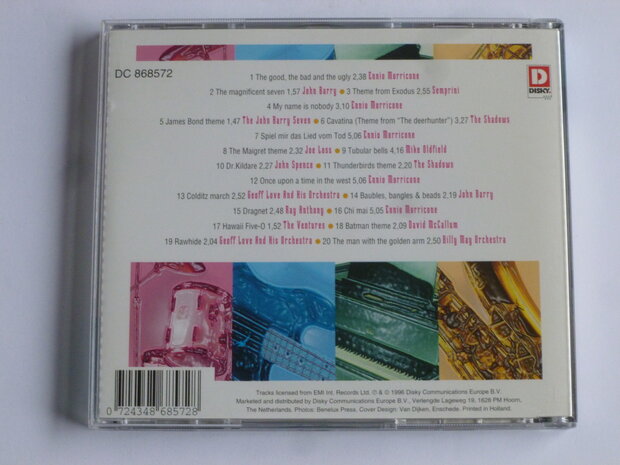 DC 868572
D
DISKY
1 The good, the bad and the ugly 2,38 Ennio Morricone
2 The magnificent seven 1,57 John Barry ● 3 Theme from Exodus 2,55 Semprini
4 My name is nobody 3,10 Ennio Morricone
5 James Bond theme 1,47 The John Barry Seven ● 6 Cavatina (Theme from "The deerhunter") 3,27 The Shadows
7 Spiel mir das Lied vom Tod 5,06 Ennio Morricone
8 The Maigret theme 2,32 Joe Loss ● 9 Tubular bells 4,16 Mike Oldfield
10 Dr.Kildare 2,27 John Spence ● 11 Thunderbirds theme 2,20 The Shadows
12 Once upon a time in the west 5,06 Ennio Morricone
13 Colditz march 2,52 Geoff Love And His Orchestra ● 14 Baubles, bangles & beads 2,19 John Barry
15 Dragnet 2,48 Ray Anthony ● 16 Chi mai 5,05 Ennio Morricone
17 Hawaii Five-O 1,52 The Ventures ● 18 Batman theme 2,09 David McCallum
19 Rawhide 2,04 Geoff Love And His Orchestra ● 20 The man with the golden arm 2,50 Billy May Orchestra
0 724348 685728
Tracks licensed from EMI Int. Records Ltd. ℗ & © 1996 Disky Communications Europe B.V.
Marketed and distributed by Disky Communications Europe B.V., Verlengde Lageweg 19, 1628 PM Hoorn,
The Netherlands. Photos: Benelux Press, Cover Design: Van Dijken, Enschede. Printed in Holland.